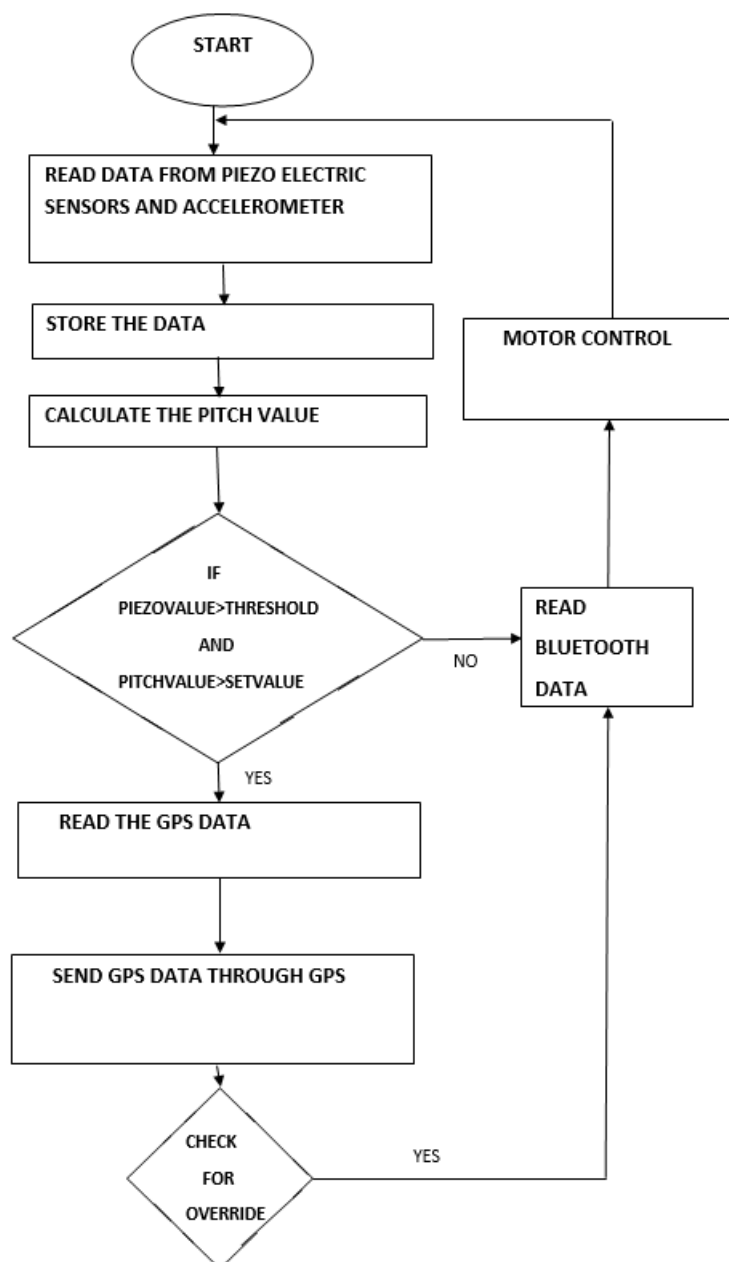 START
READ DATA FROM PIEZO ELECTRIC
SENSORS AND ACCELEROMETER
STORE THE DATA
MOTOR CONTROL
CALCULATE THE PITCH VALUE
IF
PIEZOVALUE>THRESHOLD
AND
PITCHVALUE>SETVALUE
NO
READ
BLUETOOTH
DATA
YES
READ THE GPS DATA
SEND GPS DATA THROUGH GPS
CHECK
FOR
OVERRIDE
YES